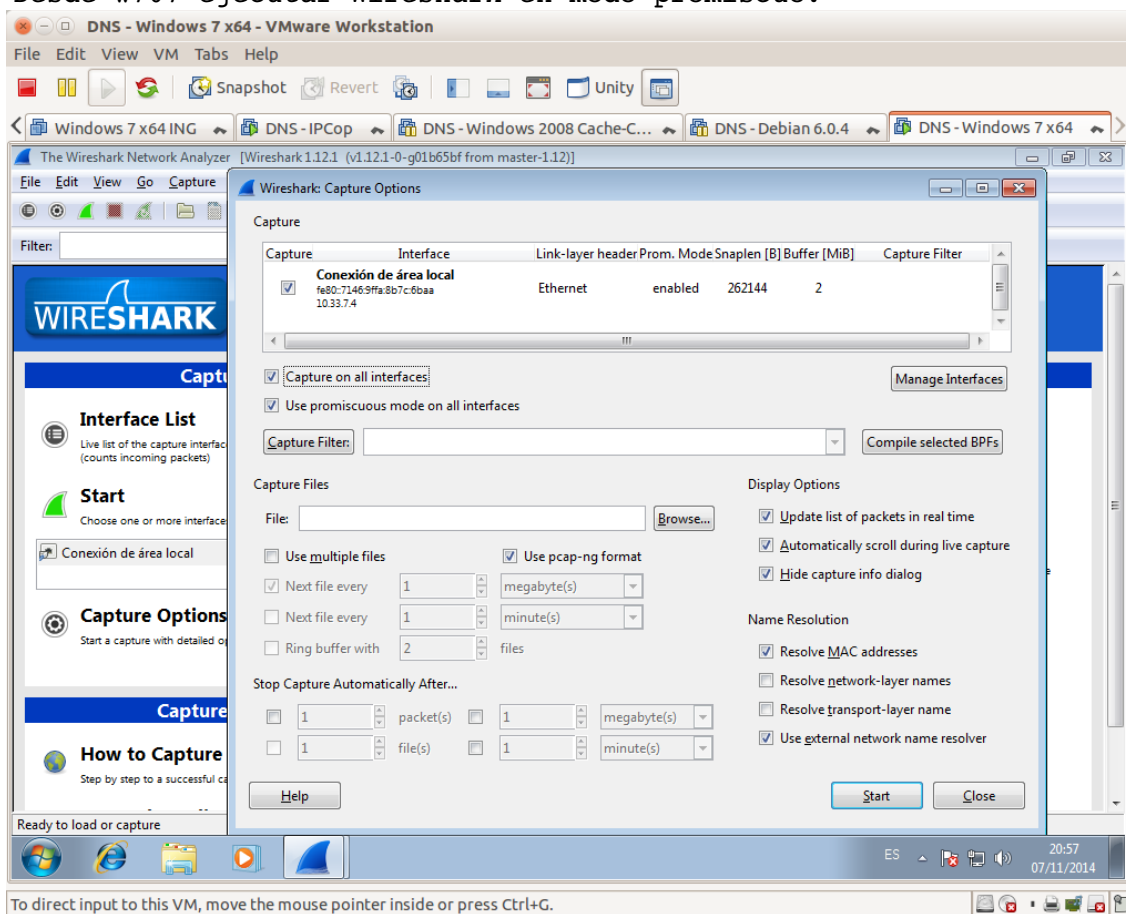 Desde W707 ejecutar Wireshark en modo promiscuo.
DNS - Windows 7 x64 - VMware Workstation
File Edit View VM Tabs Help
Snapshot Revert Unity
Windows 7 x64 ING DNS - IPCop DNS - Windows 2008 Cache-C... DNS - Debian 6.0.4 DNS - Windows 7 x64
The Wireshark Network Analyzer [Wireshark 1.12.1 (v1.12.1-0-g01b65bf from master-1.12)]
File Edit View Go Capture
Wireshark: Capture Options
Filter:
Capture
Capture Interface Link-layer header Prom. Mode Snaplen [B] Buffer [MiB] Capture Filter
Conexión de área local
fe80::7146:9ffa:8b7c:6baa Ethernet enabled 262144 2
10.33.7.4
WIRESHARK
Capture on all interfaces Manage Interfaces
Use promiscuous mode on all interfaces
Capture Filter: Compile selected BPFs
Captu
Interface List
Live list of the capture interfac
(counts incoming packets)
Start
Choose one or more interface
Conexión de área local
Capture Options
Start a capture with detailed op
Capture
How to Capture
Step by step to a successful ca
Capture Files
File: Browse...
Use multiple files Use pcap-ng format
Next file every 1 megabyte(s)
Next file every 1 minute(s)
Ring buffer with 2 files
Stop Capture Automatically After...
1 packet(s) 1 megabyte(s)
1 file(s) 1 minute(s)
Display Options
Update list of packets in real time
Automatically scroll during live capture
Hide capture info dialog
Name Resolution
Resolve MAC addresses
Resolve network-layer names
Resolve transport-layer name
Use external network name resolver
Help Start Close
Ready to load or capture
ES 20:57
07/11/2014
To direct input to this VM, move the mouse pointer inside or press Ctrl+G.